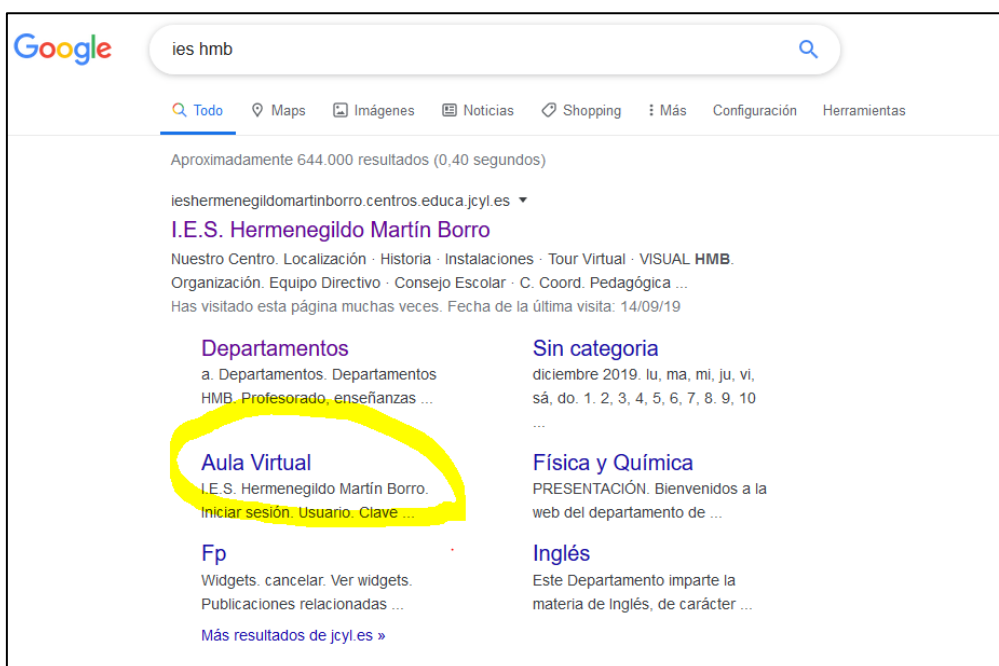 Google
ies hmb
Todo Maps Imágenes Noticias Shopping Más Configuración Herramientas
Aproximadamente 644.000 resultados (0,40 segundos)
ieshermenegildomartinborro.centros.educa.jcyl.es
I.E.S. Hermenegildo Martín Borro
Nuestro Centro. Localización · Historia · Instalaciones · Tour Virtual · VISUAL HMB.
Organización. Equipo Directivo · Consejo Escolar · C. Coord. Pedagógica ...
Has visitado esta página muchas veces. Fecha de la última visita: 14/09/19
Departamentos
a. Departamentos. Departamentos
HMB. Profesorado, enseñanzas ...
Sin categoria
diciembre 2019. lu, ma, mi, ju, vi,
sá, do. 1. 2, 3, 4, 5, 6, 7, 8. 9, 10
...
Aula Virtual
I.E.S. Hermenegildo Martín Borro.
Iniciar sesión. Usuario. Clave ...
Física y Química
PRESENTACIÓN. Bienvenidos a la
web del departamento de ...
Fp
Widgets. cancelar. Ver widgets.
Publicaciones relacionadas ...
Inglés
Este Departamento imparte la
materia de Inglés, de carácter ...
Más resultados de jcyl.es »